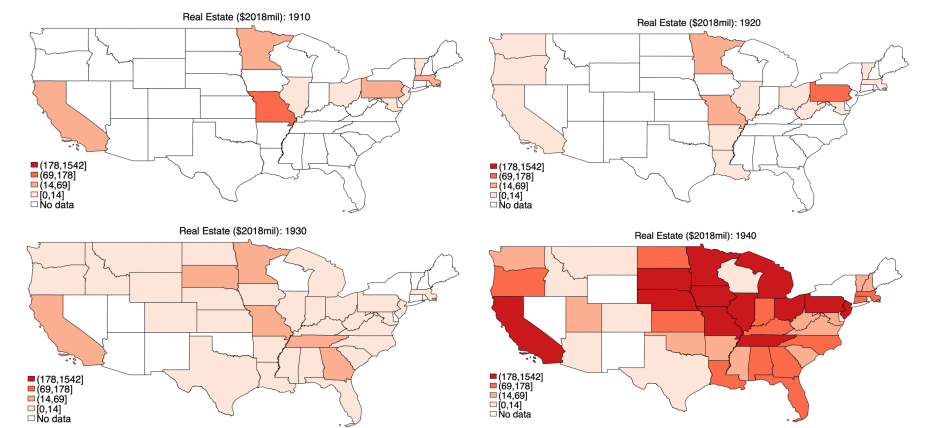 Real Estate ($2018mil): 1910
(178,1542]
(69,178]
(14,69]
[0,14]
No data
Real Estate ($2018mil): 1920
(178,1542]
(69,178]
(14,69]
[0,14]
No data
Real Estate ($2018mil): 1930
(178,1542]
(69,178]
(14,69]
[0,14]
No data
Real Estate ($2018mil): 1940
(178,1542]
(69,178]
(14,69]
[0,14]
No data